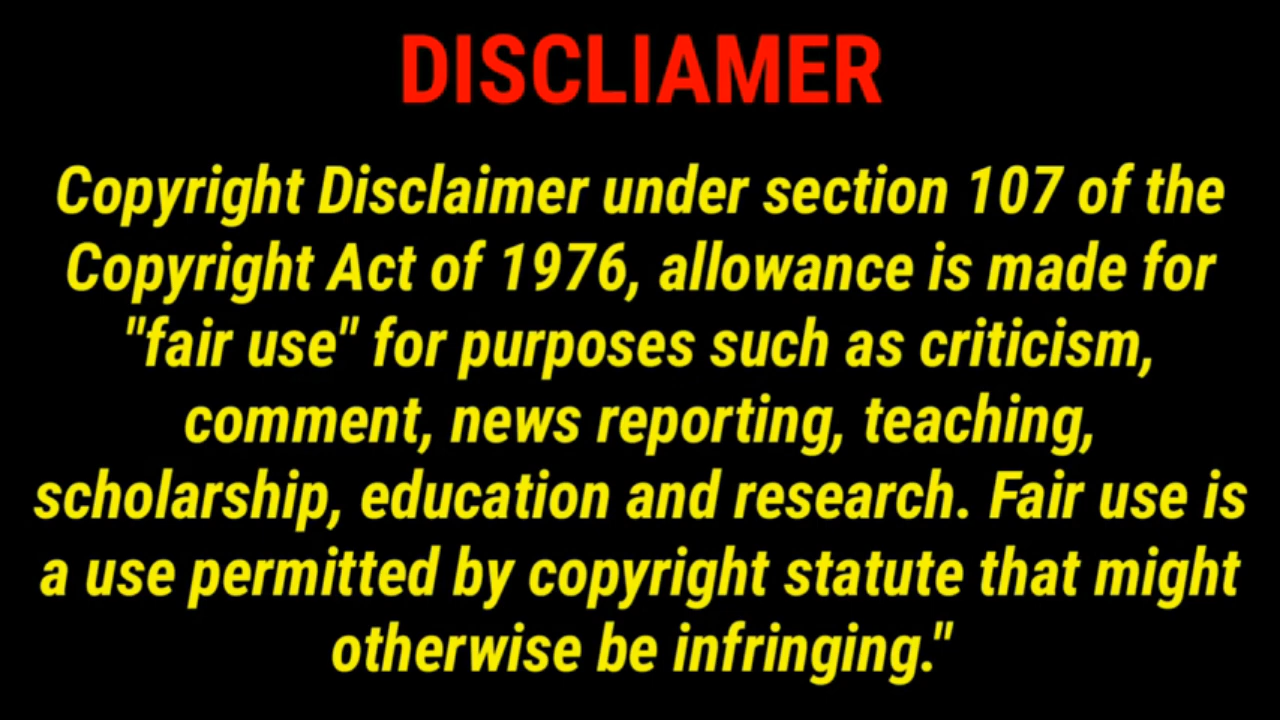 DISCLIAMER
Copyright Disclaimer under section 107 of the
Copyright Act of 1976, allowance is made for
"fair use" for purposes such as criticism,
comment, news reporting, teaching,
scholarship, education and research. Fair use is
a use permitted by copyright statute that might
otherwise be infringing."